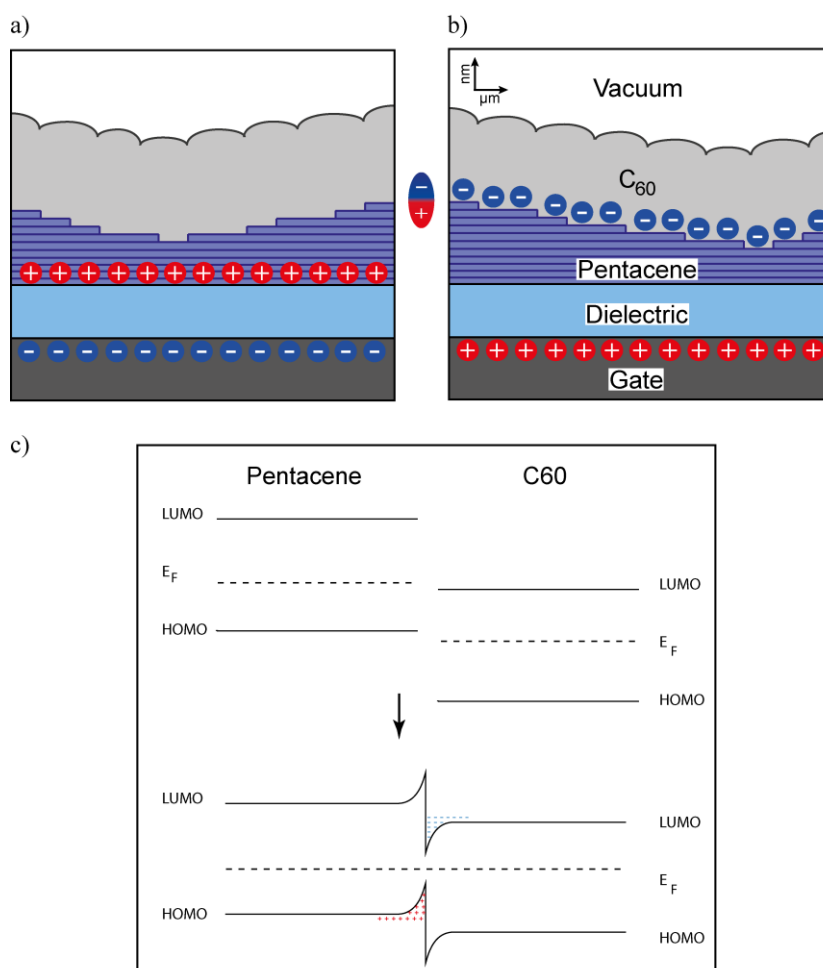 a)
b)
nm
µm
Vacuum
C60
Pentacene
Dielectric
Gate
− +
+ + + + + + + + + + + +
− − − − − − − − − − − −
− − − − − − − − − − − − −
+ + + + + + + + + + + +
c)
Pentacene C60
LUMO
EF
LUMO
HOMO
EF
HOMO
LUMO
LUMO
EF
HOMO
HOMO